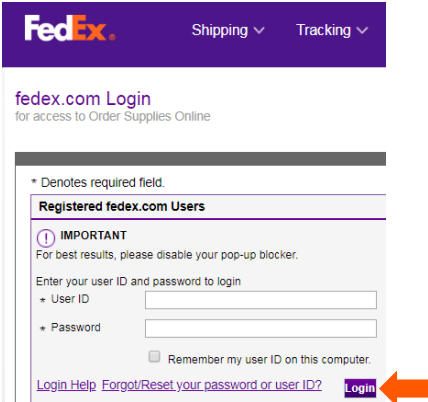 FedEx. Shipping Tracking
fedex.com Login
for access to Order Supplies Online
* Denotes required field.
Registered fedex.com Users
! IMPORTANT
For best results, please disable your pop-up blocker.
Enter your user ID and password to login
* User ID
* Password
Remember my user ID on this computer.
Login Help Forgot/Reset your password or user ID? Login